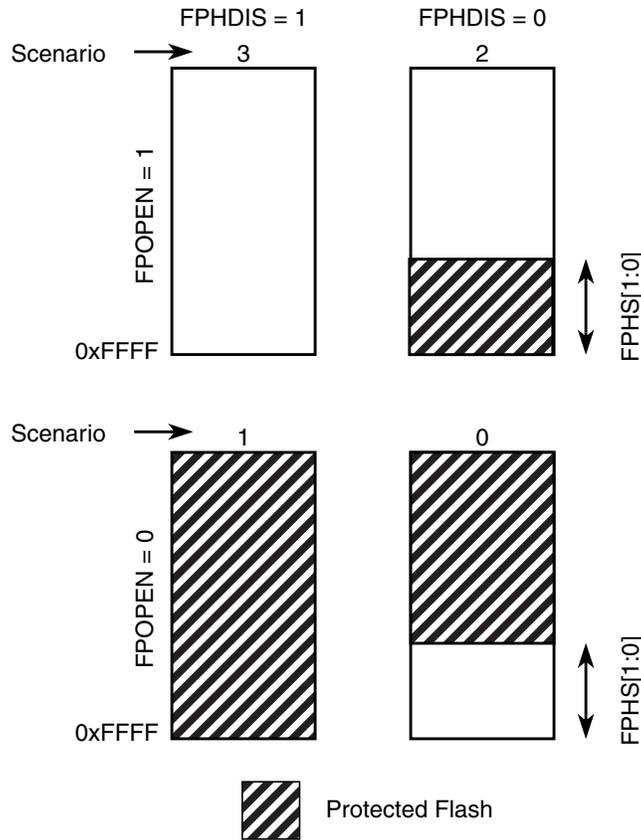 FPHDIS = 1
FPHDIS = 0
Scenario
3
2
FPOPEN = 1
FPHS[1:0]
0xFFFF
Scenario
1
0
FPOPEN = 0
FPHS[1:0]
0xFFFF
Protected Flash